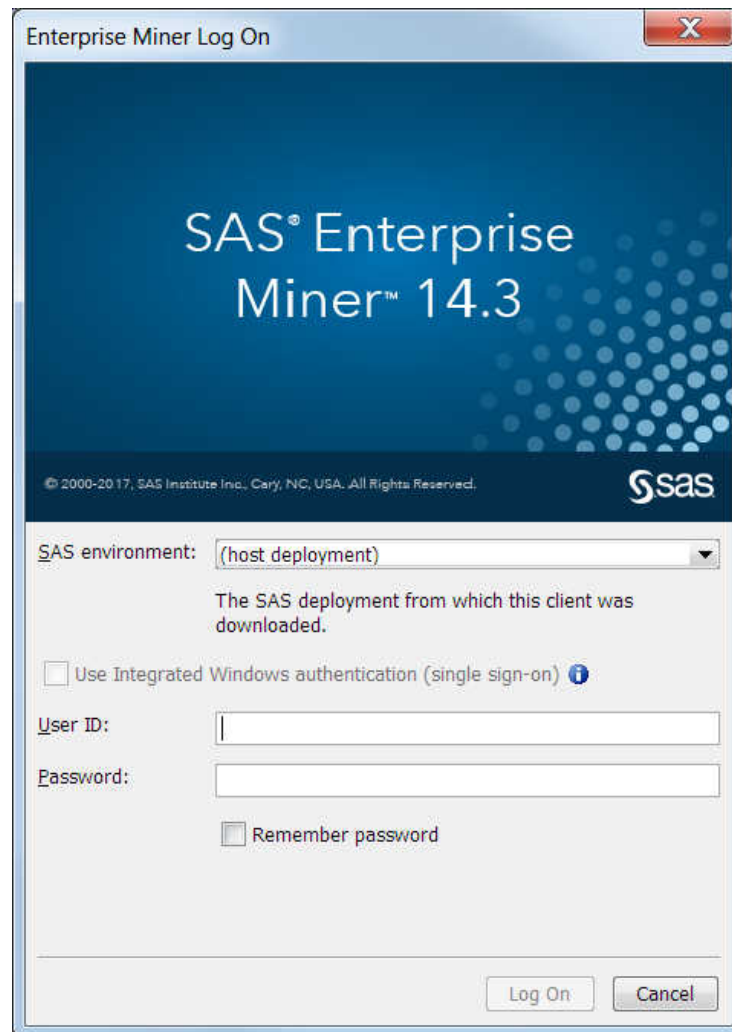 Enterprise Miner Log On
X
SAS® Enterprise
Miner™ 14.3
© 2000-2017, SAS Institute Inc., Cary, NC, USA. All Rights Reserved.
sas
SAS environment: (host deployment)
The SAS deployment from which this client was
downloaded.
Use Integrated Windows authentication (single sign-on) i
User ID:
Password:
Remember password
Log On Cancel